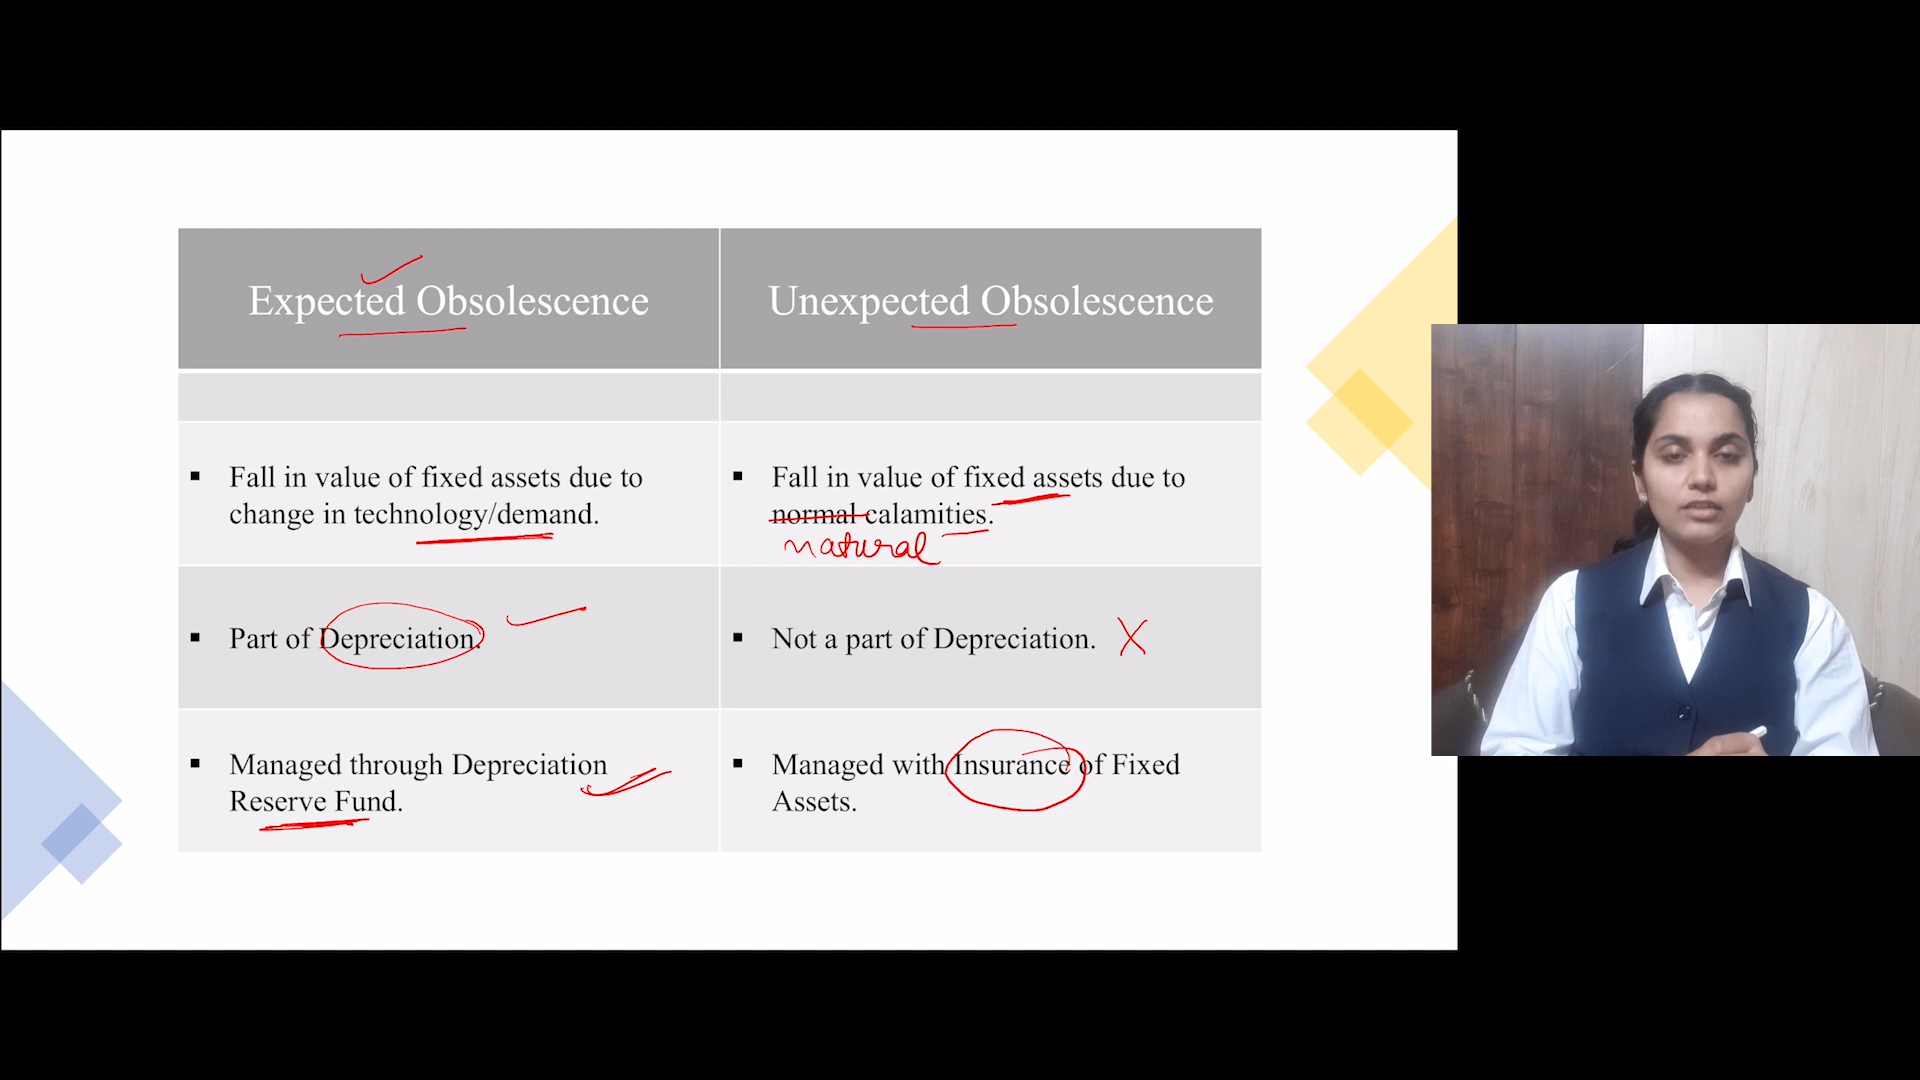 Expected Obsolescence
Unexpected Obsolescence
▪ Fall in value of fixed assets due to
change in technology/demand.
▪ Fall in value of fixed assets due to
normal calamities.
natural
▪ Part of Depreciation.
▪ Not a part of Depreciation. X
▪ Managed through Depreciation
Reserve Fund.
▪ Managed with Insurance of Fixed
Assets.